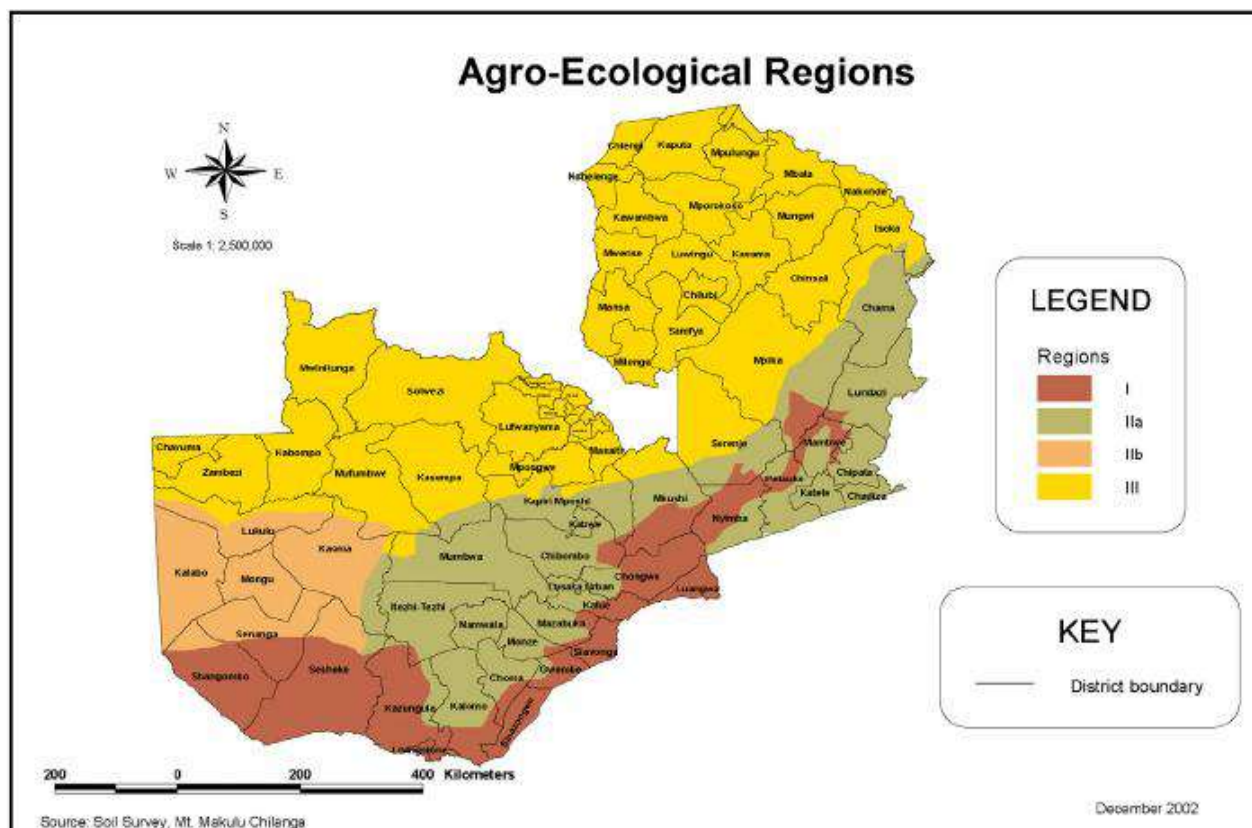 Agro-Ecological Regions
N
W E
S
Scale 1: 2,500,000
Chiengi
Kaputa
Mpulungu
Mbala
Nchelenge
Nakonde
Mporokoso
Kawambwa
Mungwi
Isoka
Mwense
Luwingu
Kasama
Chinsali
Chilubi
Mansa
Chama
Samfya
Milenge
Mpika
Lundazi
Mwinilunga
Solwezi
Lufwanyama
Serenje
Mambwe
Chavuma
Kabompo
Masaiti
Zambezi
Mufumbwe
Kasempa
Mpongwe
Chipata
Petauke
Katete
Chadiza
Kapiri Mposhi
Mkushi
Nyimba
Lukulu
Kabwe
Kaoma
Mumbwa
Chibombo
Kalabo
Mongu
Chongwe
Lusaka Urban
Luangwa
Itezhi-Tezhi
Kafue
Namwala
Mazabuka
Senanga
Monze
Siavonga
Shangombo
Sesheke
Gwembe
Choma
Kazungula
Kalomo
Sinazongwe
Livingstone
LEGEND
Regions
I
IIa
IIb
III
KEY
District boundary
200 0 200 400 Kilometers
Source: Soil Survey, Mt. Makulu Chilanga
December 2002